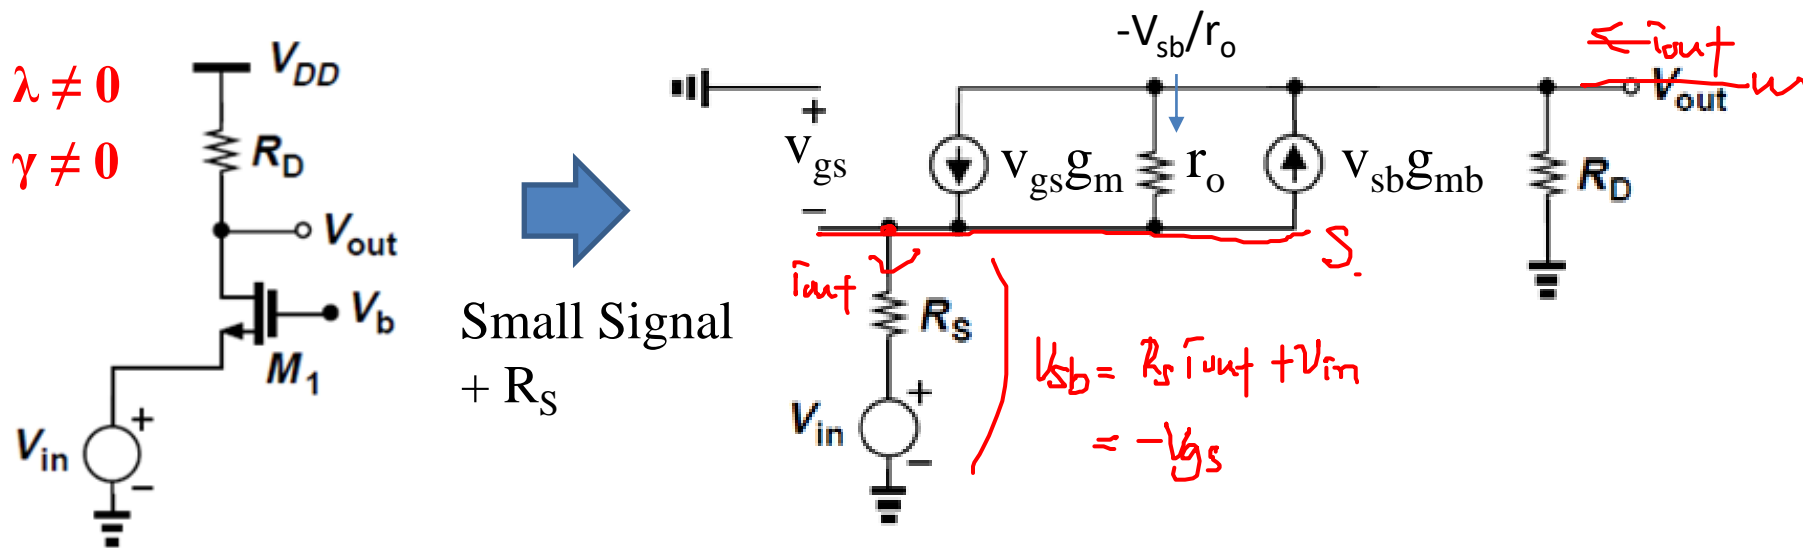 λ ≠ 0
γ ≠ 0
V_DD
R_D
V_out
V_b
M_1
V_in
+
−
Small Signal
+ R_S
-V_sb/r_o
← i_out
V_out
+
v_gs
−
v_gs g_m
r_o
v_sb g_mb
R_D
S.
i_out
R_S
V_in
+
−
V_sb = R_s i_out + V_in
= -V_gs